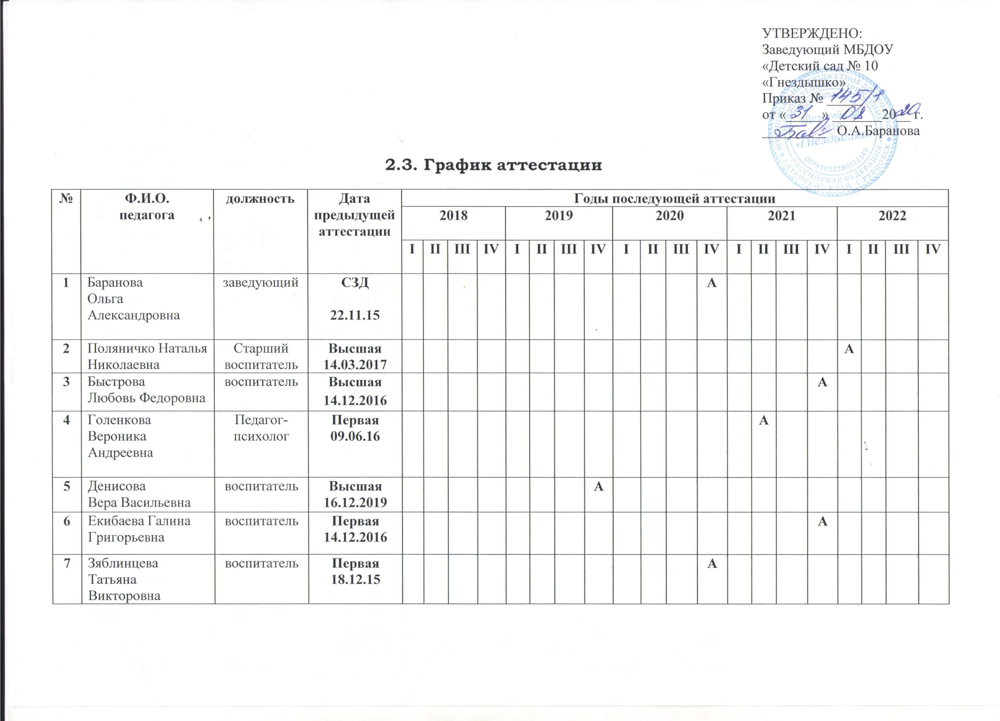 УТВЕРЖДЕНО:
Заведующий МБДОУ
«Детский сад № 10
«Гнездышко»
Приказ № 145/1
от « 31 » 08 2020 г.
О.А.Баранова
«Детский сад
№10
«Гнездышко»
ОГРН 1022200812149
РОССИЙСКАЯ ФЕДЕРАЦИЯ
АЛТАЙСКИЙ КРАЙ Г.РУБЦОВСК
2.3. График аттестации
№ Ф.И.О. должность Дата Годы последующей аттестации
педагога предыдущей 2018 2019 2020 2021 2022
аттестации
I II III IV I II III IV I II III IV I II III IV I II III IV
1 Баранова заведующий СЗД А
Ольга
Александровна 22.11.15
2 Поляничко Наталья Старший Высшая А
Николаевна воспитатель 14.03.2017
3 Быстрова воспитатель Высшая А
Любовь Федоровна 14.12.2016
4 Голенкова Педагог- Первая А
Вероника психолог 09.06.16
Андреевна
5 Денисова воспитатель Высшая А
Вера Васильевна 16.12.2019
6 Екибаева Галина воспитатель Первая А
Григорьевна 14.12.2016
7 Зяблинцева воспитатель Первая А
Татьяна 18.12.15
Викторовна